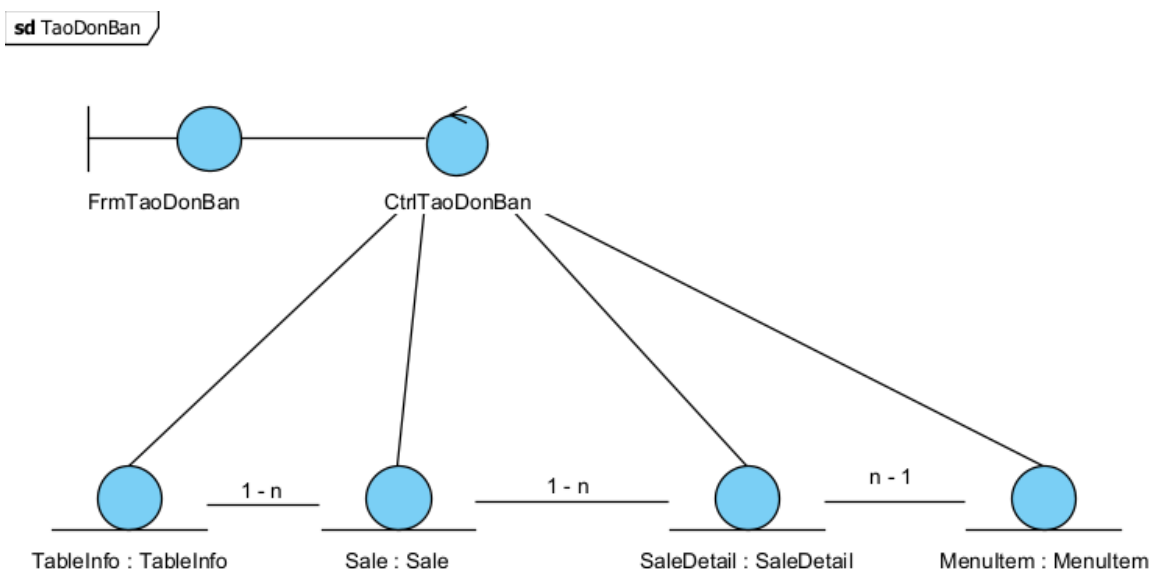 sd TaoDonBan
FrmTaoDonBan
CtrlTaoDonBan
1 - n
1 - n
n - 1
TableInfo : TableInfo
Sale : Sale
SaleDetail : SaleDetail
MenuItem : MenuItem